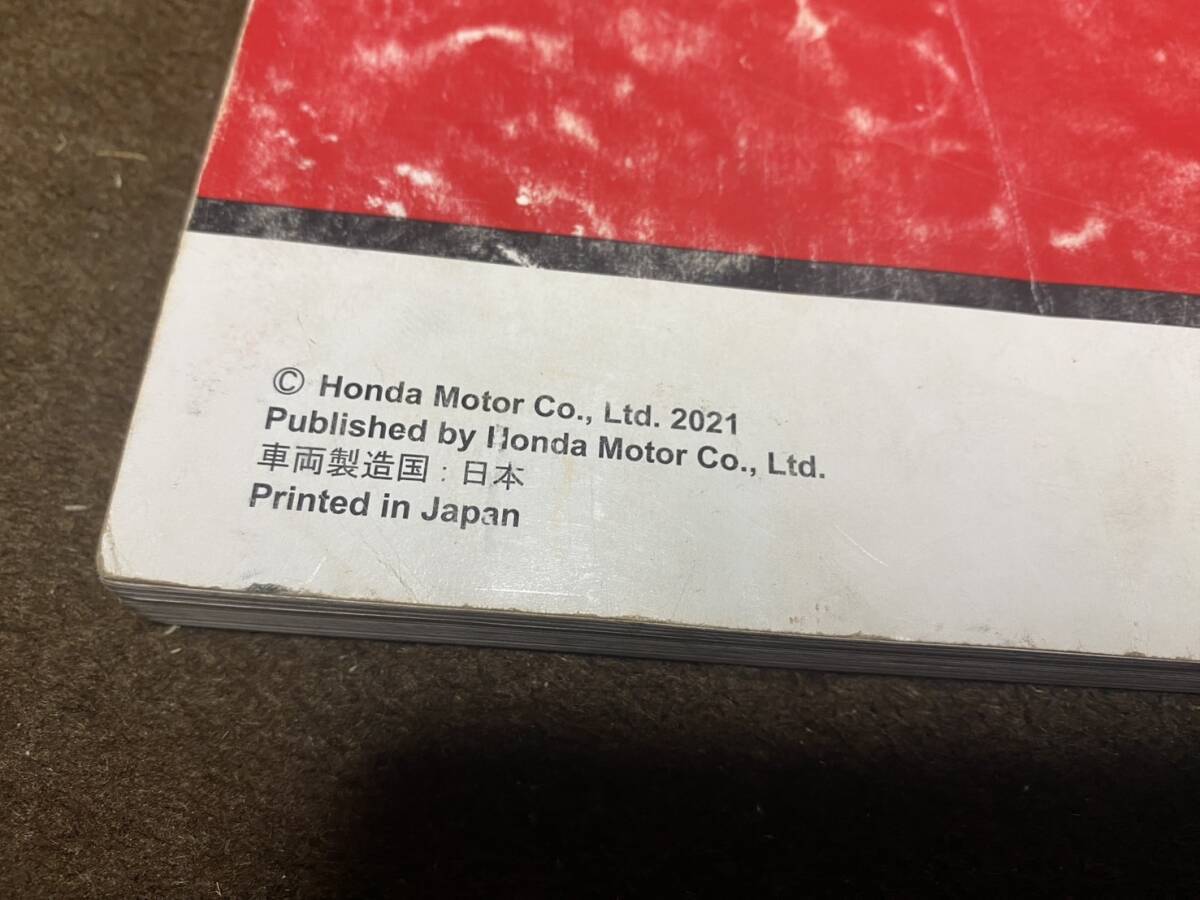 © Honda Motor Co., Ltd. 2021
Published by Honda Motor Co., Ltd.
車両製造国 : 日本
Printed in Japan